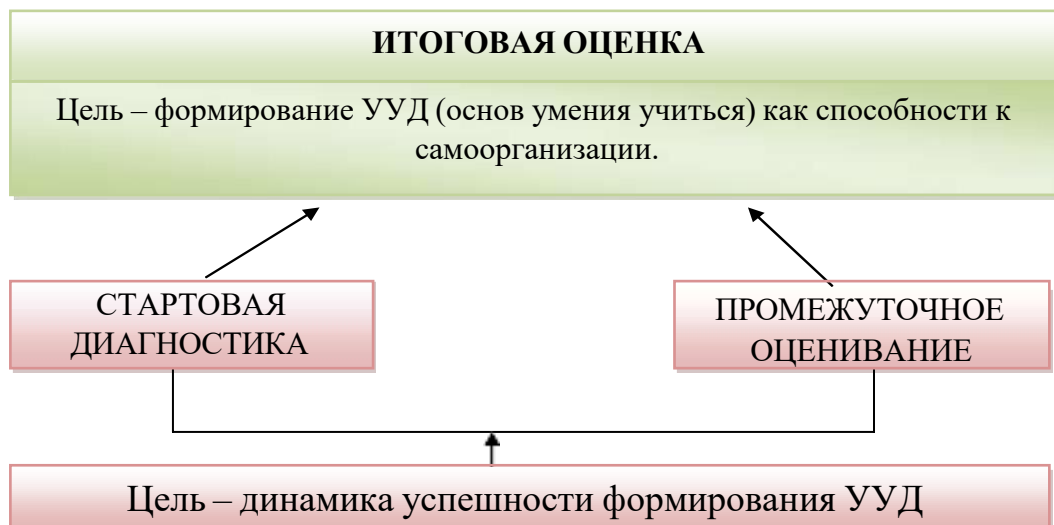 ИТОГОВАЯ ОЦЕНКА
Цель – формирование УУД (основ умения учиться) как способности к
самоорганизации.
СТАРТОВАЯ
ДИАГНОСТИКА
ПРОМЕЖУТОЧНОЕ
ОЦЕНИВАНИЕ
Цель – динамика успешности формирования УУД